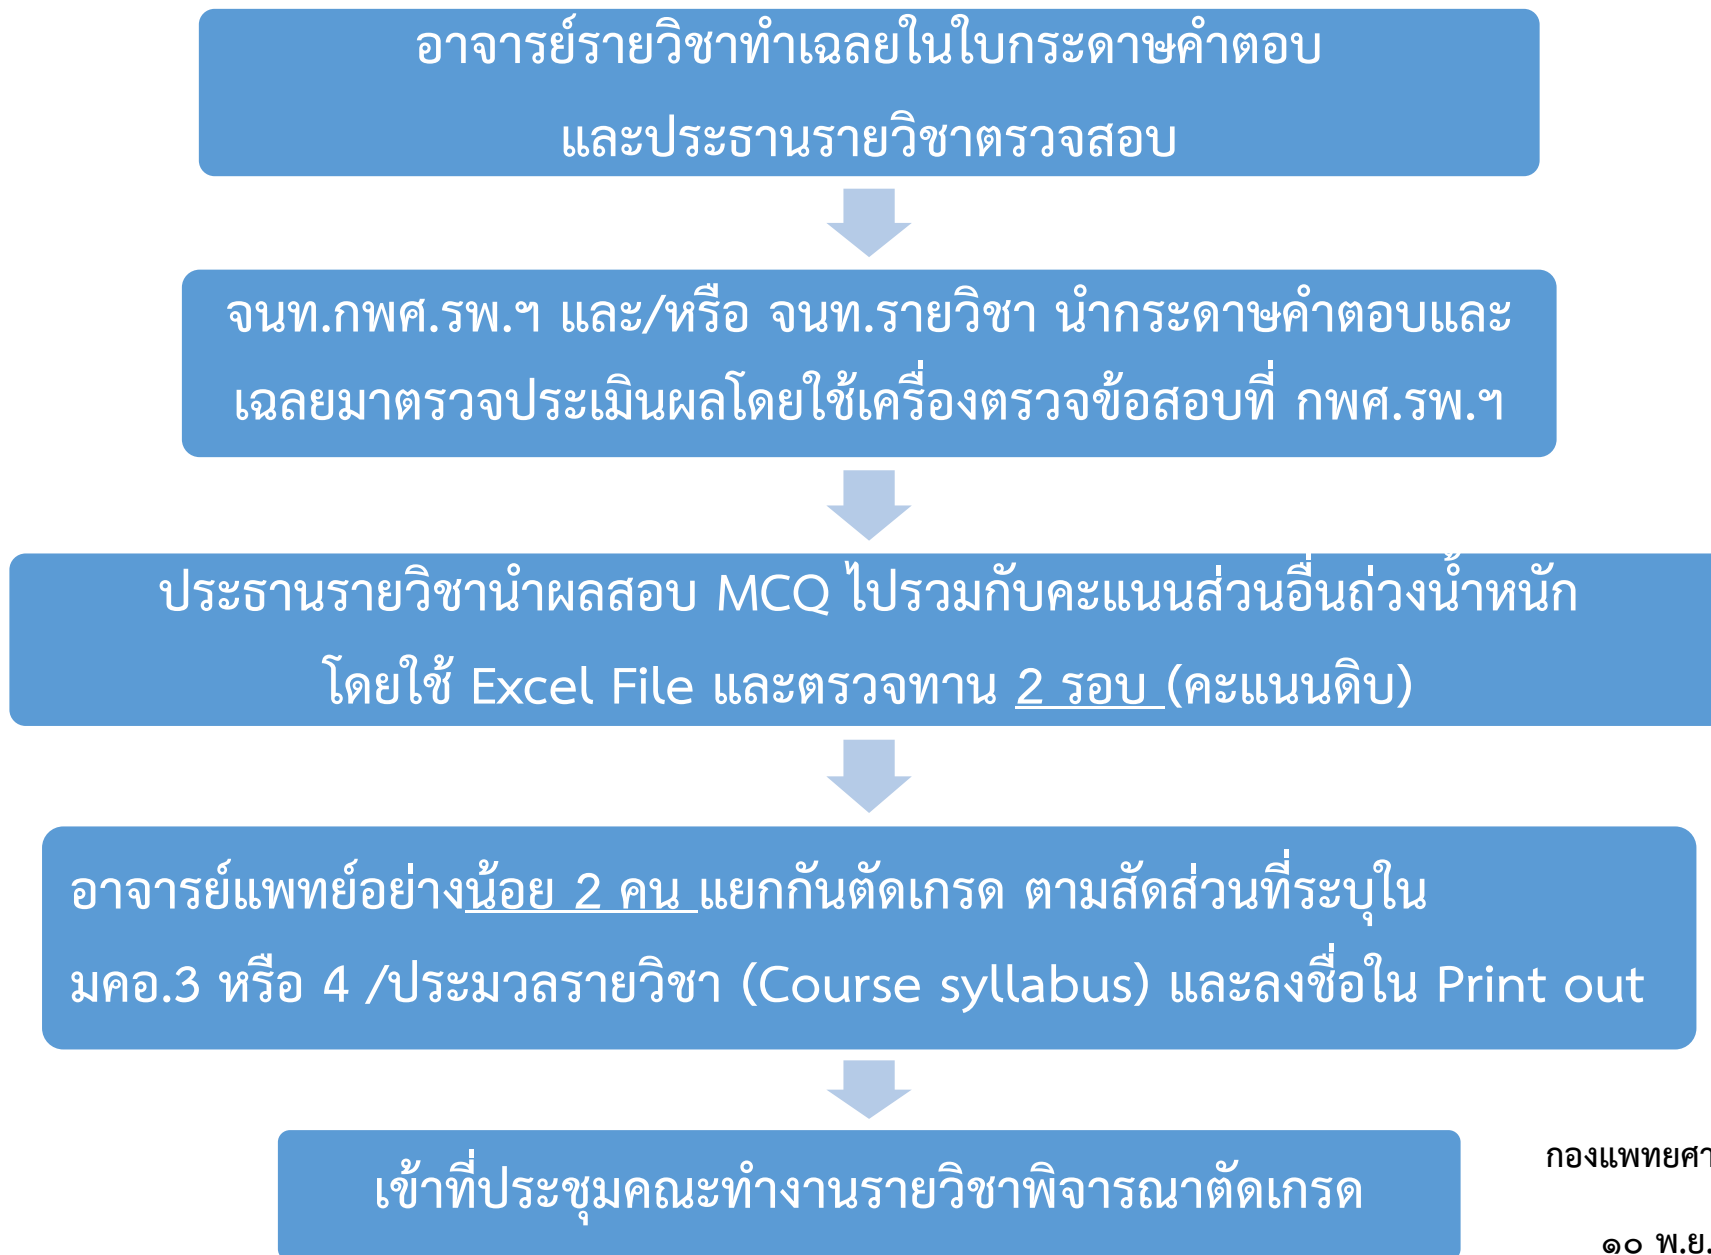 อาจารย์รายวิชาทำเฉลยในใบกระดาษคำตอบ
และประธานรายวิชาตรวจสอบ
จนท.กพศ.รพ.ฯ และ/หรือ จนท.รายวิชา นำกระดาษคำตอบและ
เฉลยมาตรวจประเมินผลโดยใช้เครื่องตรวจข้อสอบที่ กพศ.รพ.ฯ
ประธานรายวิชานำผลสอบ MCQ ไปรวมกับคะแนนส่วนอื่นถ่วงน้ำหนัก
โดยใช้ Excel File และตรวจทาน 2 รอบ (คะแนนดิบ)
อาจารย์แพทย์อย่างน้อย 2 คน แยกกันตัดเกรด ตามสัดส่วนที่ระบุใน
มคอ.3 หรือ 4 /ประมวลรายวิชา (Course syllabus) และลงชื่อใน Print out
เข้าที่ประชุมคณะทำงานรายวิชาพิจารณาตัดเกรด
กองแพทยศา
๑๐ พ.ย.